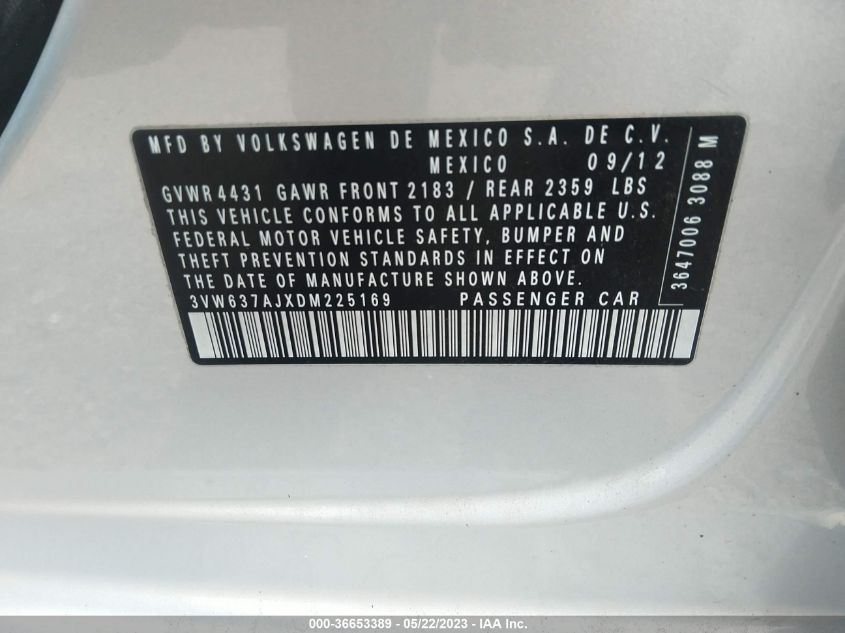 MFD BY VOLKSWAGEN DE MEXICO S.A. DE C.V.
MEXICO 09/12
GVWR 4431 GAWR FRONT 2183 / REAR 2359 LBS
THIS VEHICLE CONFORMS TO ALL APPLICABLE U.S.
FEDERAL MOTOR VEHICLE SAFETY, BUMPER AND
THEFT PREVENTION STANDARDS IN EFFECT ON
THE DATE OF MANUFACTURE SHOWN ABOVE.
3VW637AJXDM225169 PASSENGER CAR
3647006 3088 M
000-36653389 - 05/22/2023 - IAA Inc.